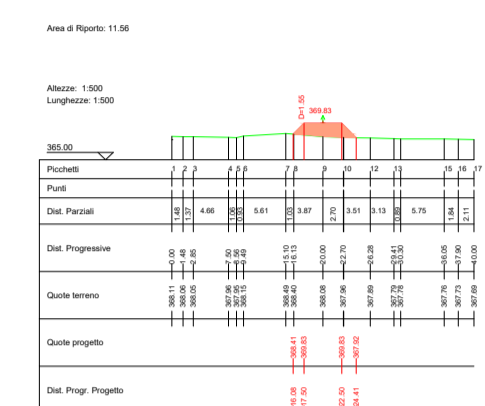 Area di Riporto: 11.56
Altezze: 1:500
Lunghezze: 1:500
D=1.55
369.83
365.00
Picchetti 1 2 3 4 5 6 7 8 9 10 12 13 15 16 17
Punti
Dist. Parziali 1.48 1.37 4.66 1.06 0.93 5.61 1.03 3.87 2.70 3.51 3.13 0.89 5.75 1.84 2.11
Dist. Progressive 0.00 1.48 2.85 7.50 8.56 9.49 15.10 16.13 20.00 22.70 26.28 29.41 30.30 36.05 37.90 40.00
Quote terreno 368.11 368.06 368.05 367.96 367.95 368.15 368.49 368.40 368.08 367.96 367.89 367.79 367.78 367.76 367.73 367.69
Quote progetto 368.41 369.83 369.83 367.92
Dist. Progr. Progetto 16.08 17.50 22.50 24.41